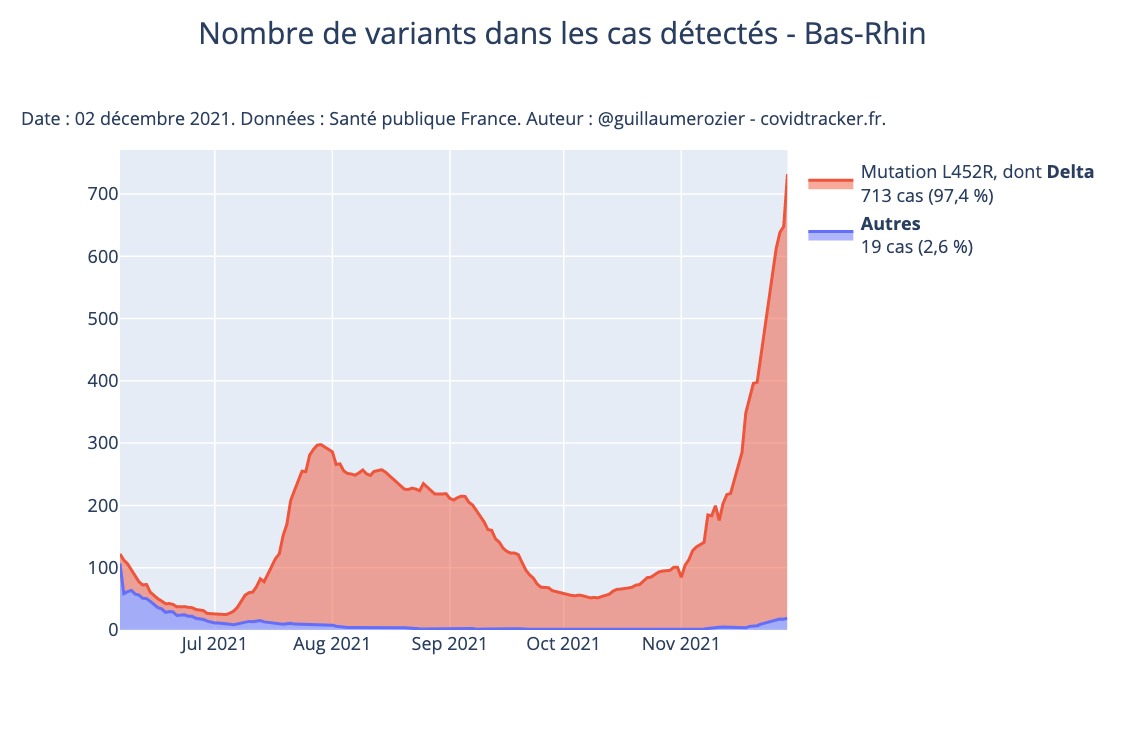 Nombre de variants dans les cas détectés - Bas-Rhin
Date : 02 décembre 2021. Données : Santé publique France. Auteur : @guillaumerozier - covidtracker.fr.
Mutation L452R, dont Delta
713 cas (97,4 %)
Autres
19 cas (2,6 %)
700
600
500
400
300
200
100
0
Jul 2021
Aug 2021
Sep 2021
Oct 2021
Nov 2021